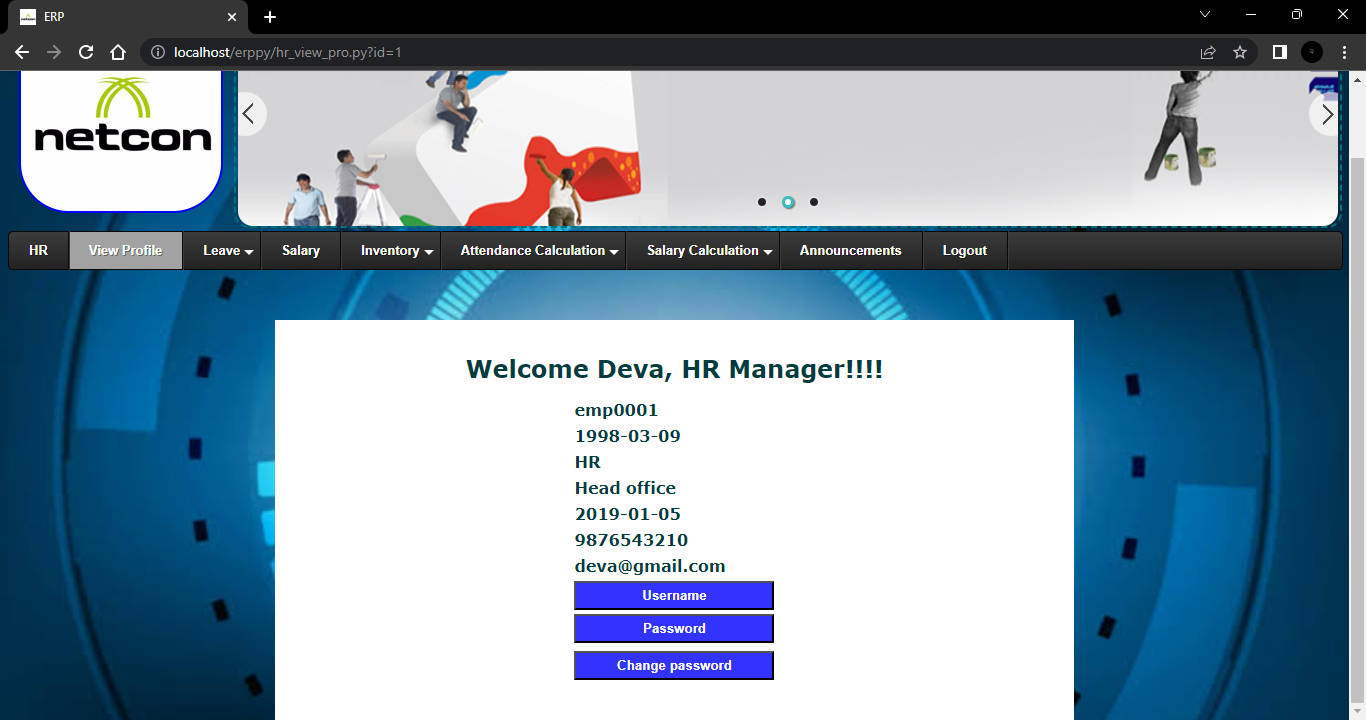 ERP
localhost/erppy/hr_view_pro.py?id=1
netcon
HR View Profile Leave Salary Inventory Attendance Calculation Salary Calculation Announcements Logout
Welcome Deva, HR Manager!!!!
emp0001
1998-03-09
HR
Head office
2019-01-05
9876543210
deva@gmail.com
Username
Password
Change password